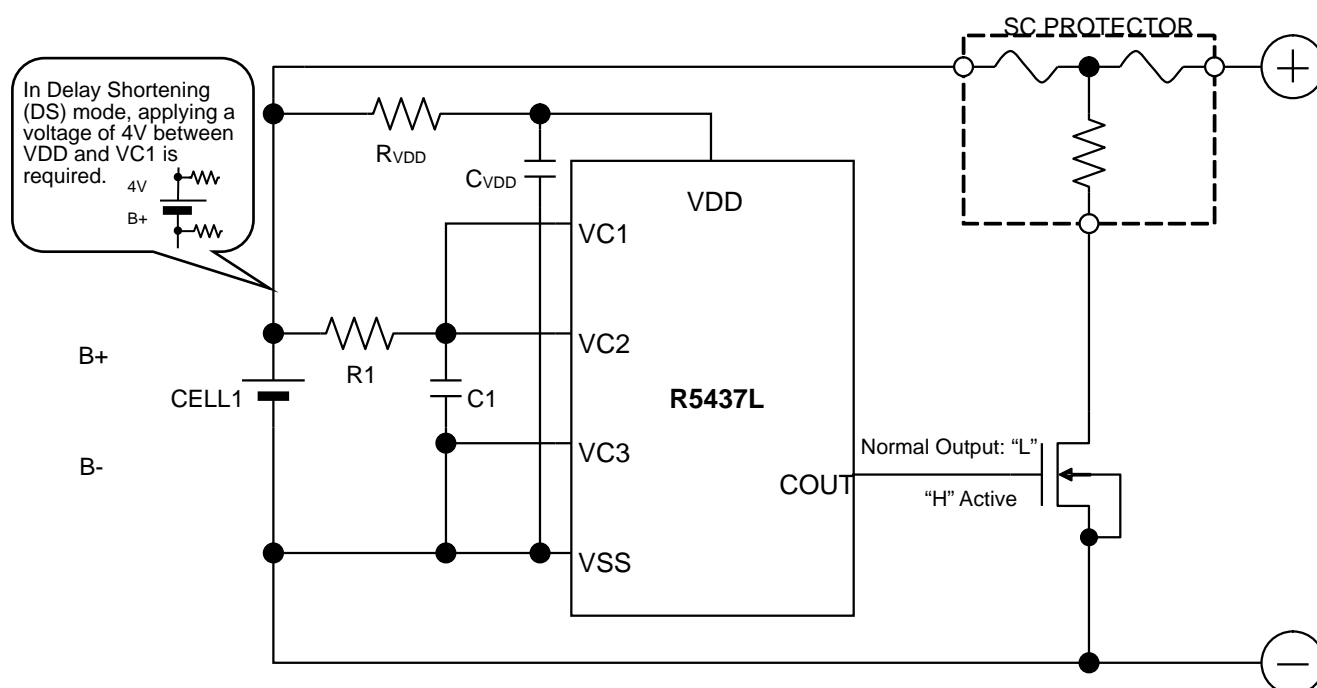 SC PROTECTOR
In Delay Shortening
(DS) mode, applying a
voltage of 4V between
VDD and VC1 is
required.
4V
B+
RVDD
CVDD
VDD
VC1
B+
R1
VC2
CELL1
C1
R5437L
B-
VC3
Normal Output: “L”
COUT
“H” Active
VSS
+
−